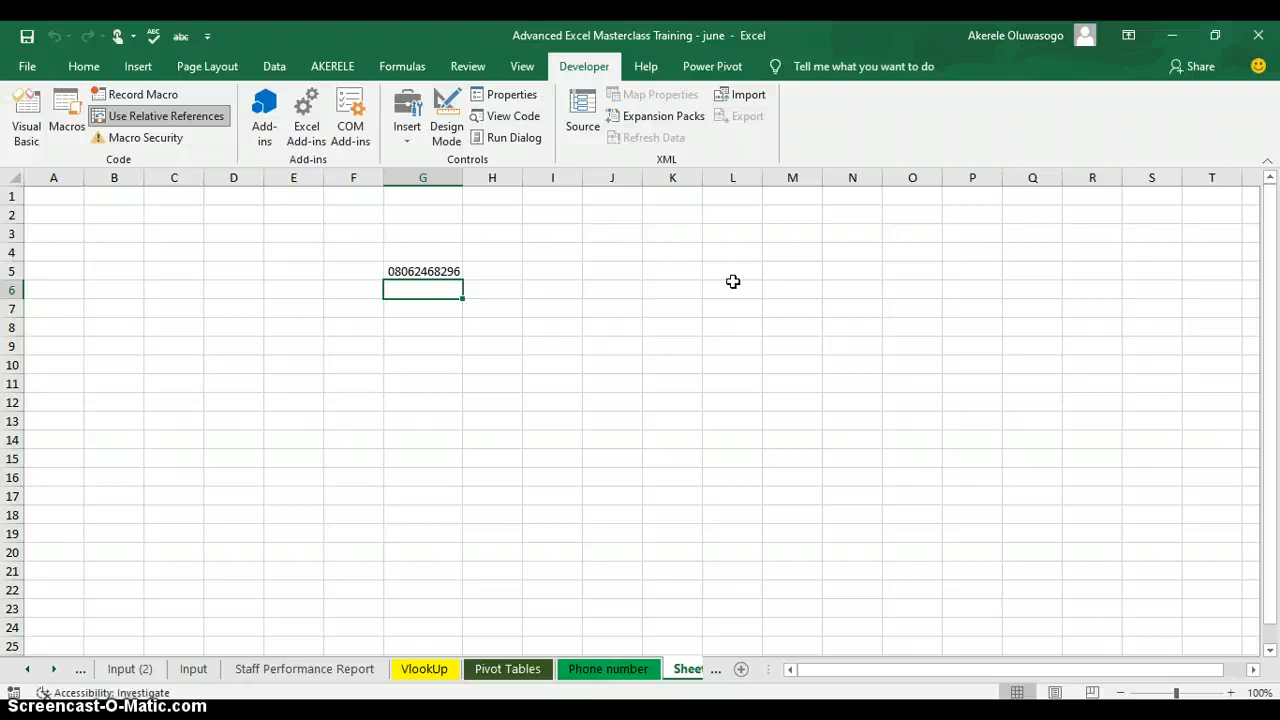 Advanced Excel Masterclass Training - june - Excel
Akerele Oluwasogo
File Home Insert Page Layout Data AKERELE Formulas Review View Developer Help Power Pivot Tell me what you want to do Share
Visual Basic
Macros
Record Macro
Use Relative References
Macro Security
Code
Add-ins
Excel Add-ins
COM Add-ins
Add-ins
Insert
Design Mode
Properties
View Code
Run Dialog
Controls
Source
Map Properties
Expansion Packs
Refresh Data
Import
Export
XML
A B C D E F G H I J K L M N O P Q R S T
1
2
3
4
5 08062468296
6
7
8
9
10
11
12
13
14
15
16
17
18
19
20
21
22
23
24
25
... Input (2) Input Staff Performance Report VlookUp Pivot Tables Phone number Shee ...
Accessibility: Investigate
100%
Screencast-O-Matic.com